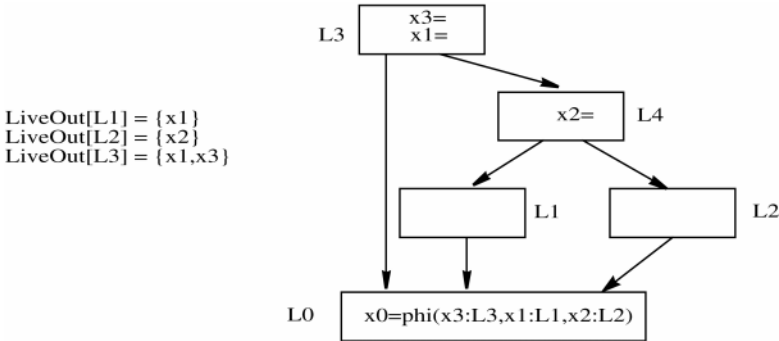 x3=
L3
x1=
LiveOut[L1] = {x1}
LiveOut[L2] = {x2}
LiveOut[L3] = {x1,x3}
x2=
L4
L1
L2
L0
x0=phi(x3:L3,x1:L1,x2:L2)